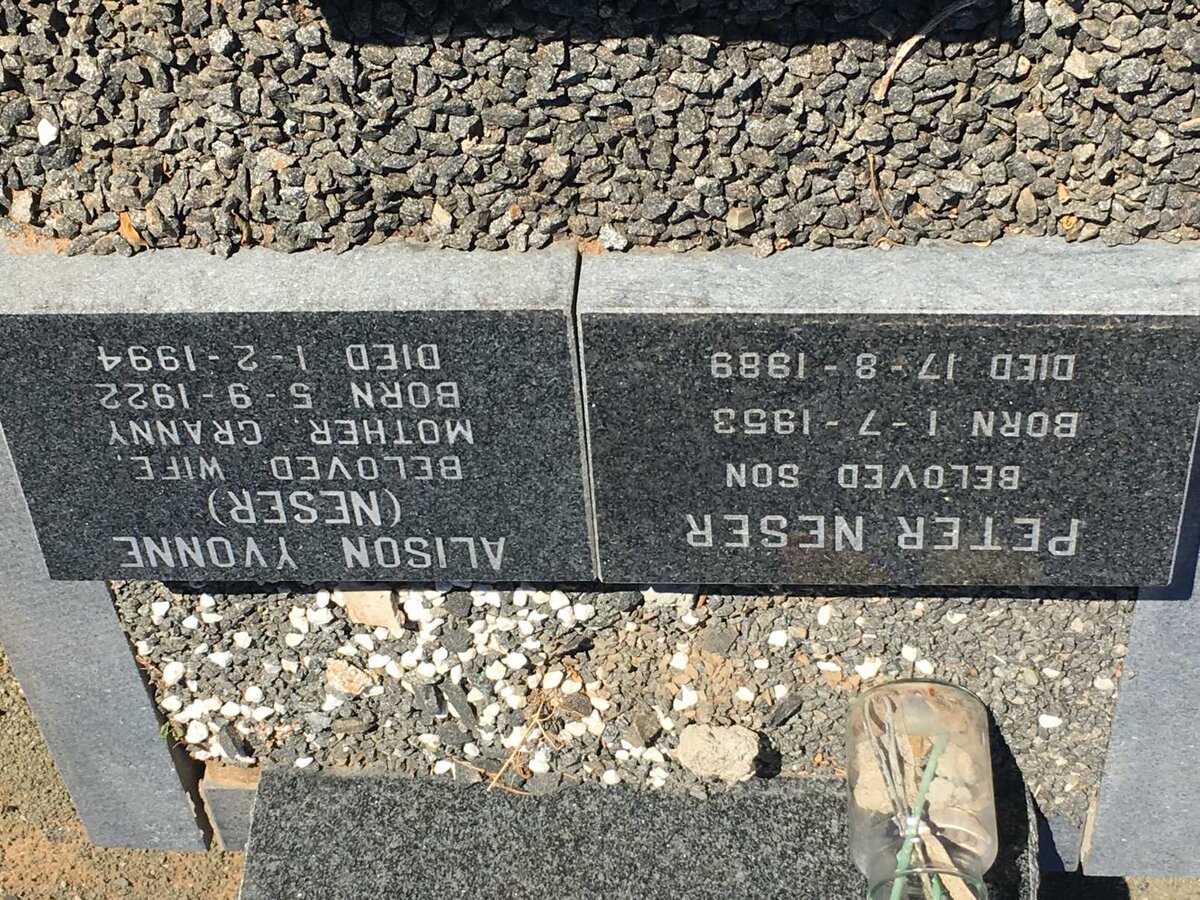 PETER NESER
BELOVED SON
BORN 1-7-1953
DIED 17-8-1989
ALISON YVONNE
(NESER)
BELOVED WIFE,
MOTHER, GRANNY
BORN 5-9-1922
DIED 1-2-1994